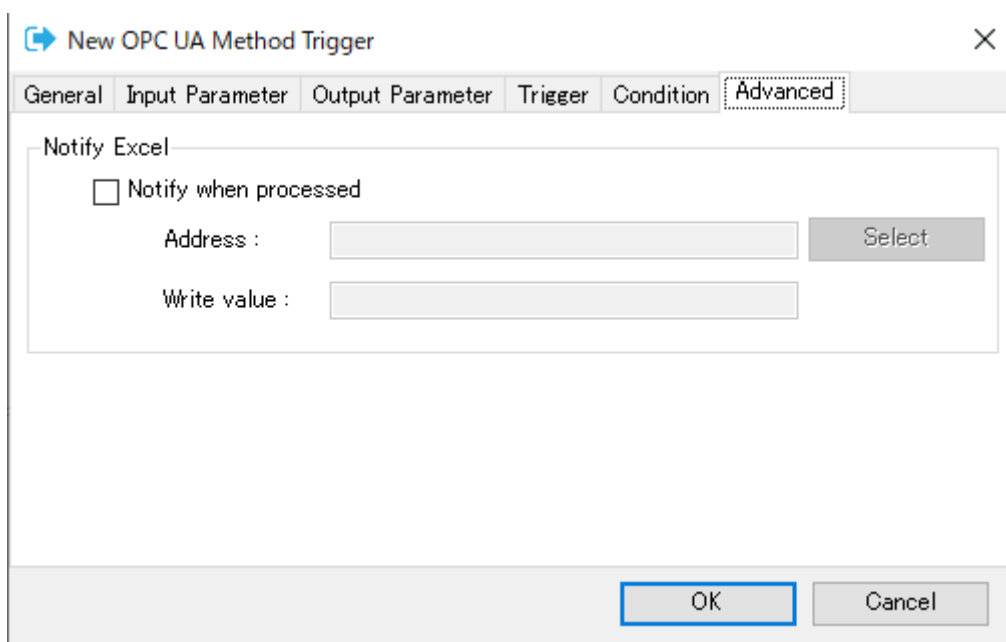 New OPC UA Method Trigger
General Input Parameter Output Parameter Trigger Condition Advanced
Notify Excel
Notify when processed
Address : Select
Write value :
OK Cancel